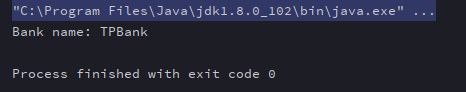 "C:\Program Files\Java\jdk1.8.0_102\bin\java.exe" ...
Bank name: TPBank
Process finished with exit code 0